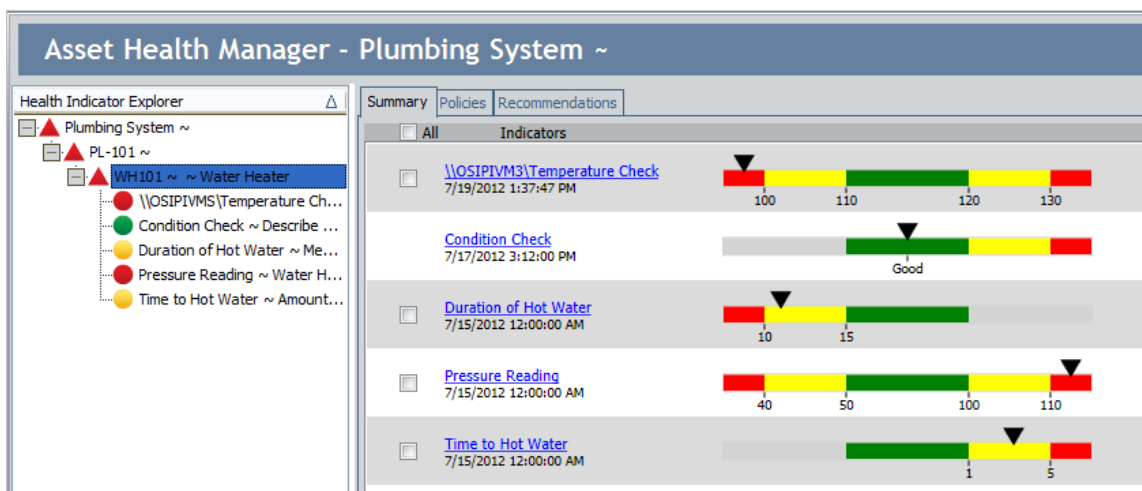 Asset Health Manager - Plumbing System ~
Health Indicator Explorer
Plumbing System ~
PL-101 ~
WH101 ~ ~ Water Heater
\\OSIPIVMS\Temperature Ch...
Condition Check ~ Describe ...
Duration of Hot Water ~ Me...
Pressure Reading ~ Water H...
Time to Hot Water ~ Amount...
Summary Policies Recommendations
All Indicators
\\OSIPIVM3\Temperature Check
7/19/2012 1:37:47 PM
100 110 120 130
Condition Check
7/17/2012 3:12:00 PM
Good
Duration of Hot Water
7/15/2012 12:00:00 AM
10 15
Pressure Reading
7/15/2012 12:00:00 AM
40 50 100 110
Time to Hot Water
7/15/2012 12:00:00 AM
1 5